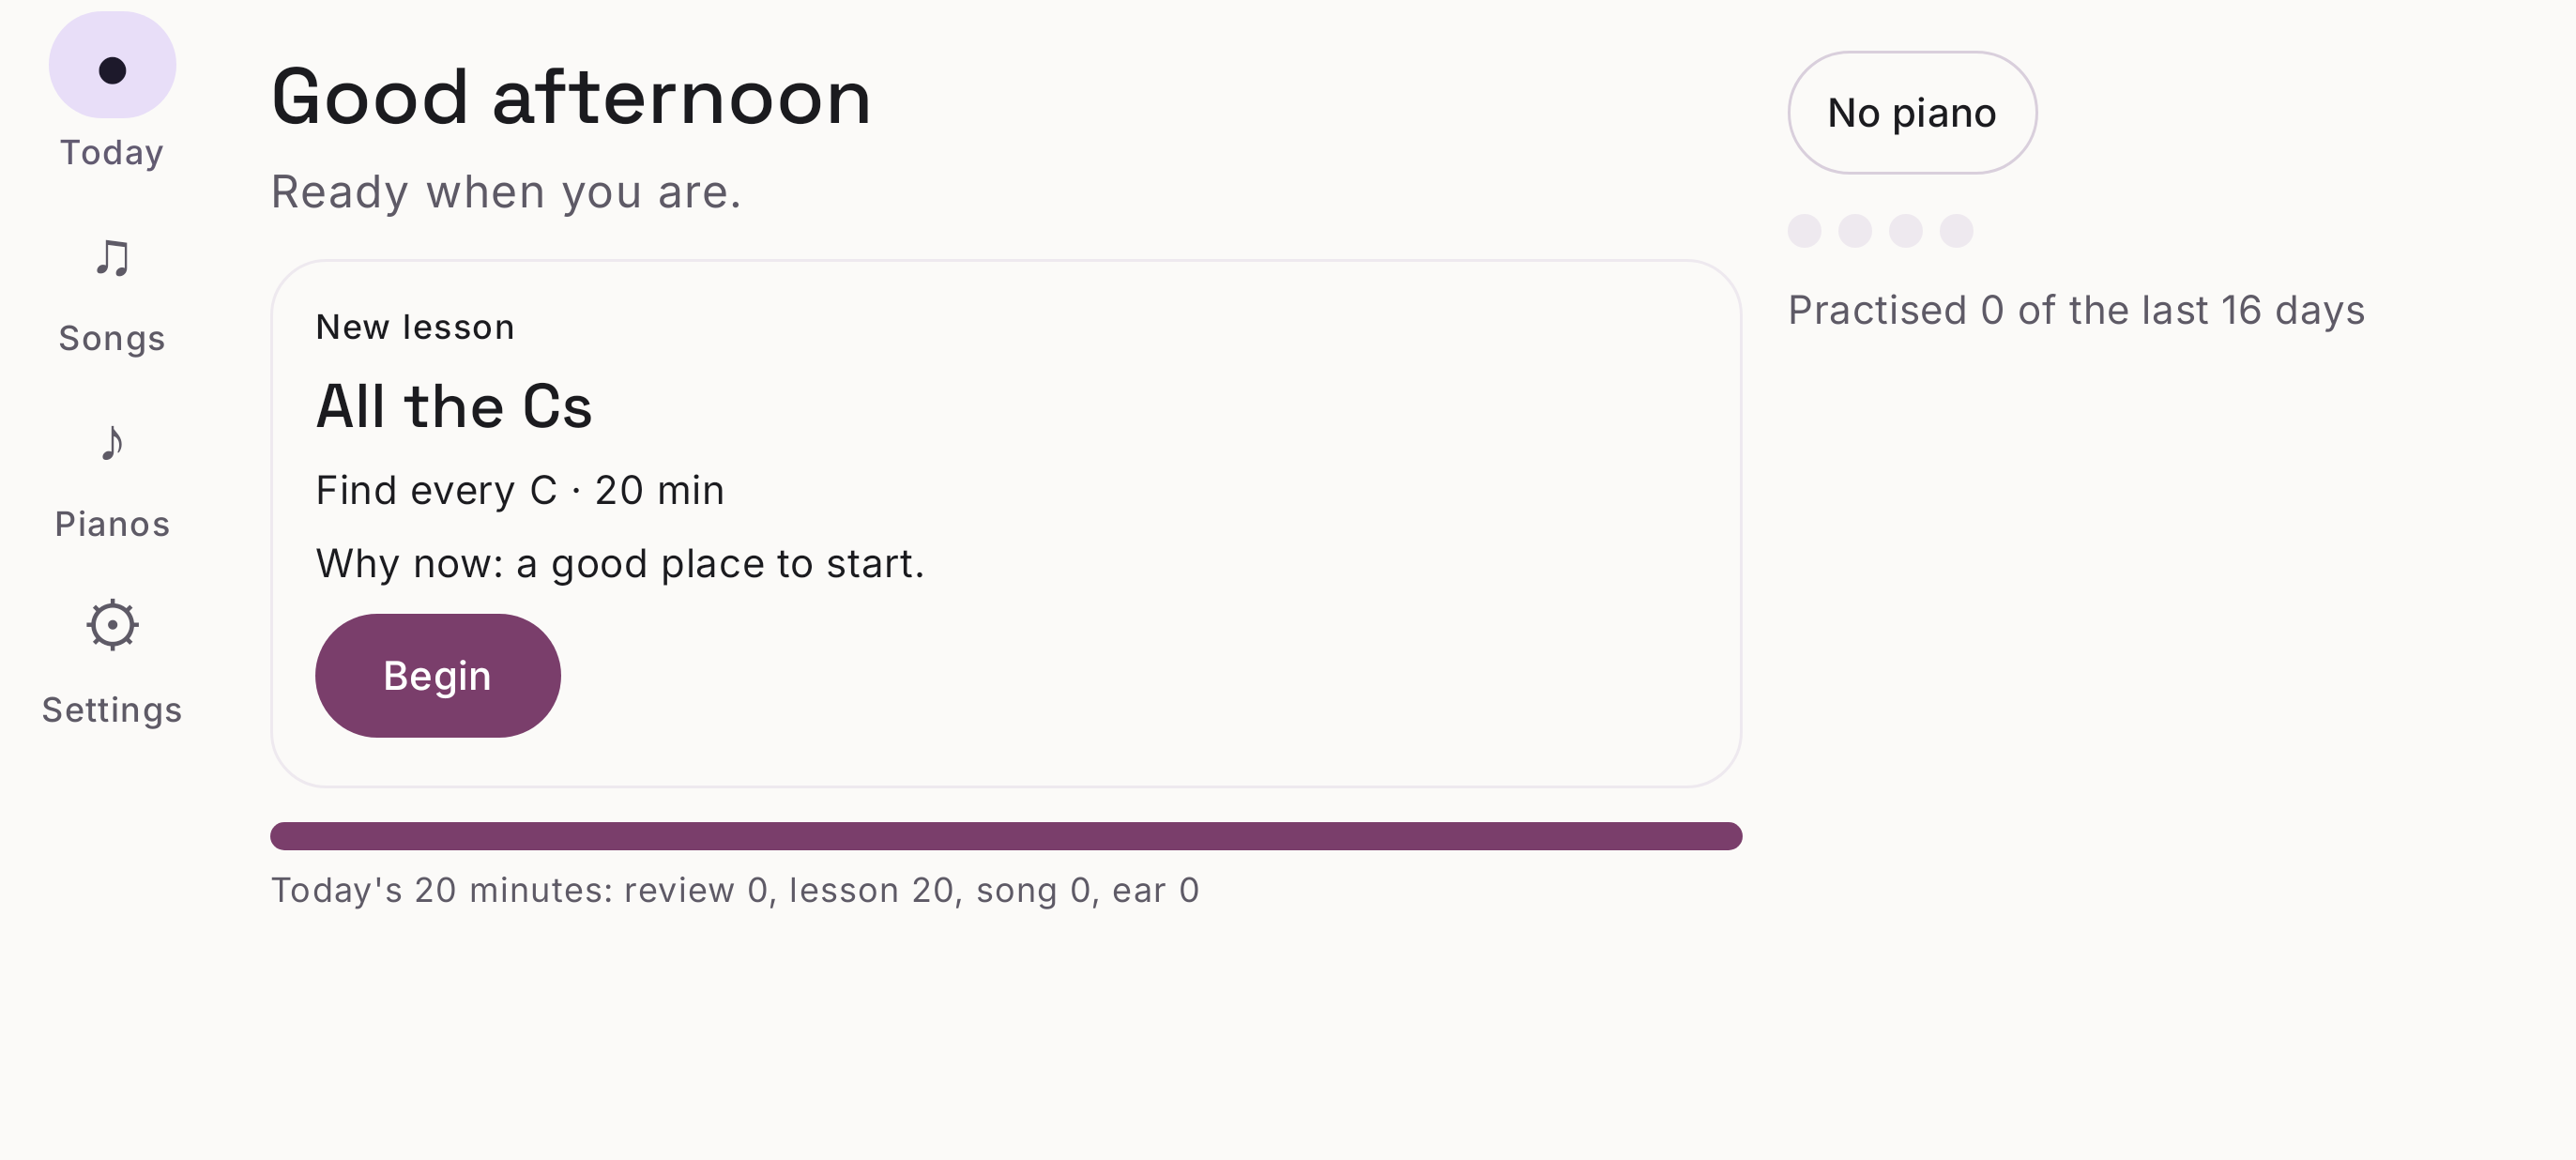 Today
Songs
Pianos
Settings
Good afternoon
Ready when you are.
New lesson
All the Cs
Find every C · 20 min
Why now: a good place to start.
Begin
Today's 20 minutes: review 0, lesson 20, song 0, ear 0
No piano
Practised 0 of the last 16 days